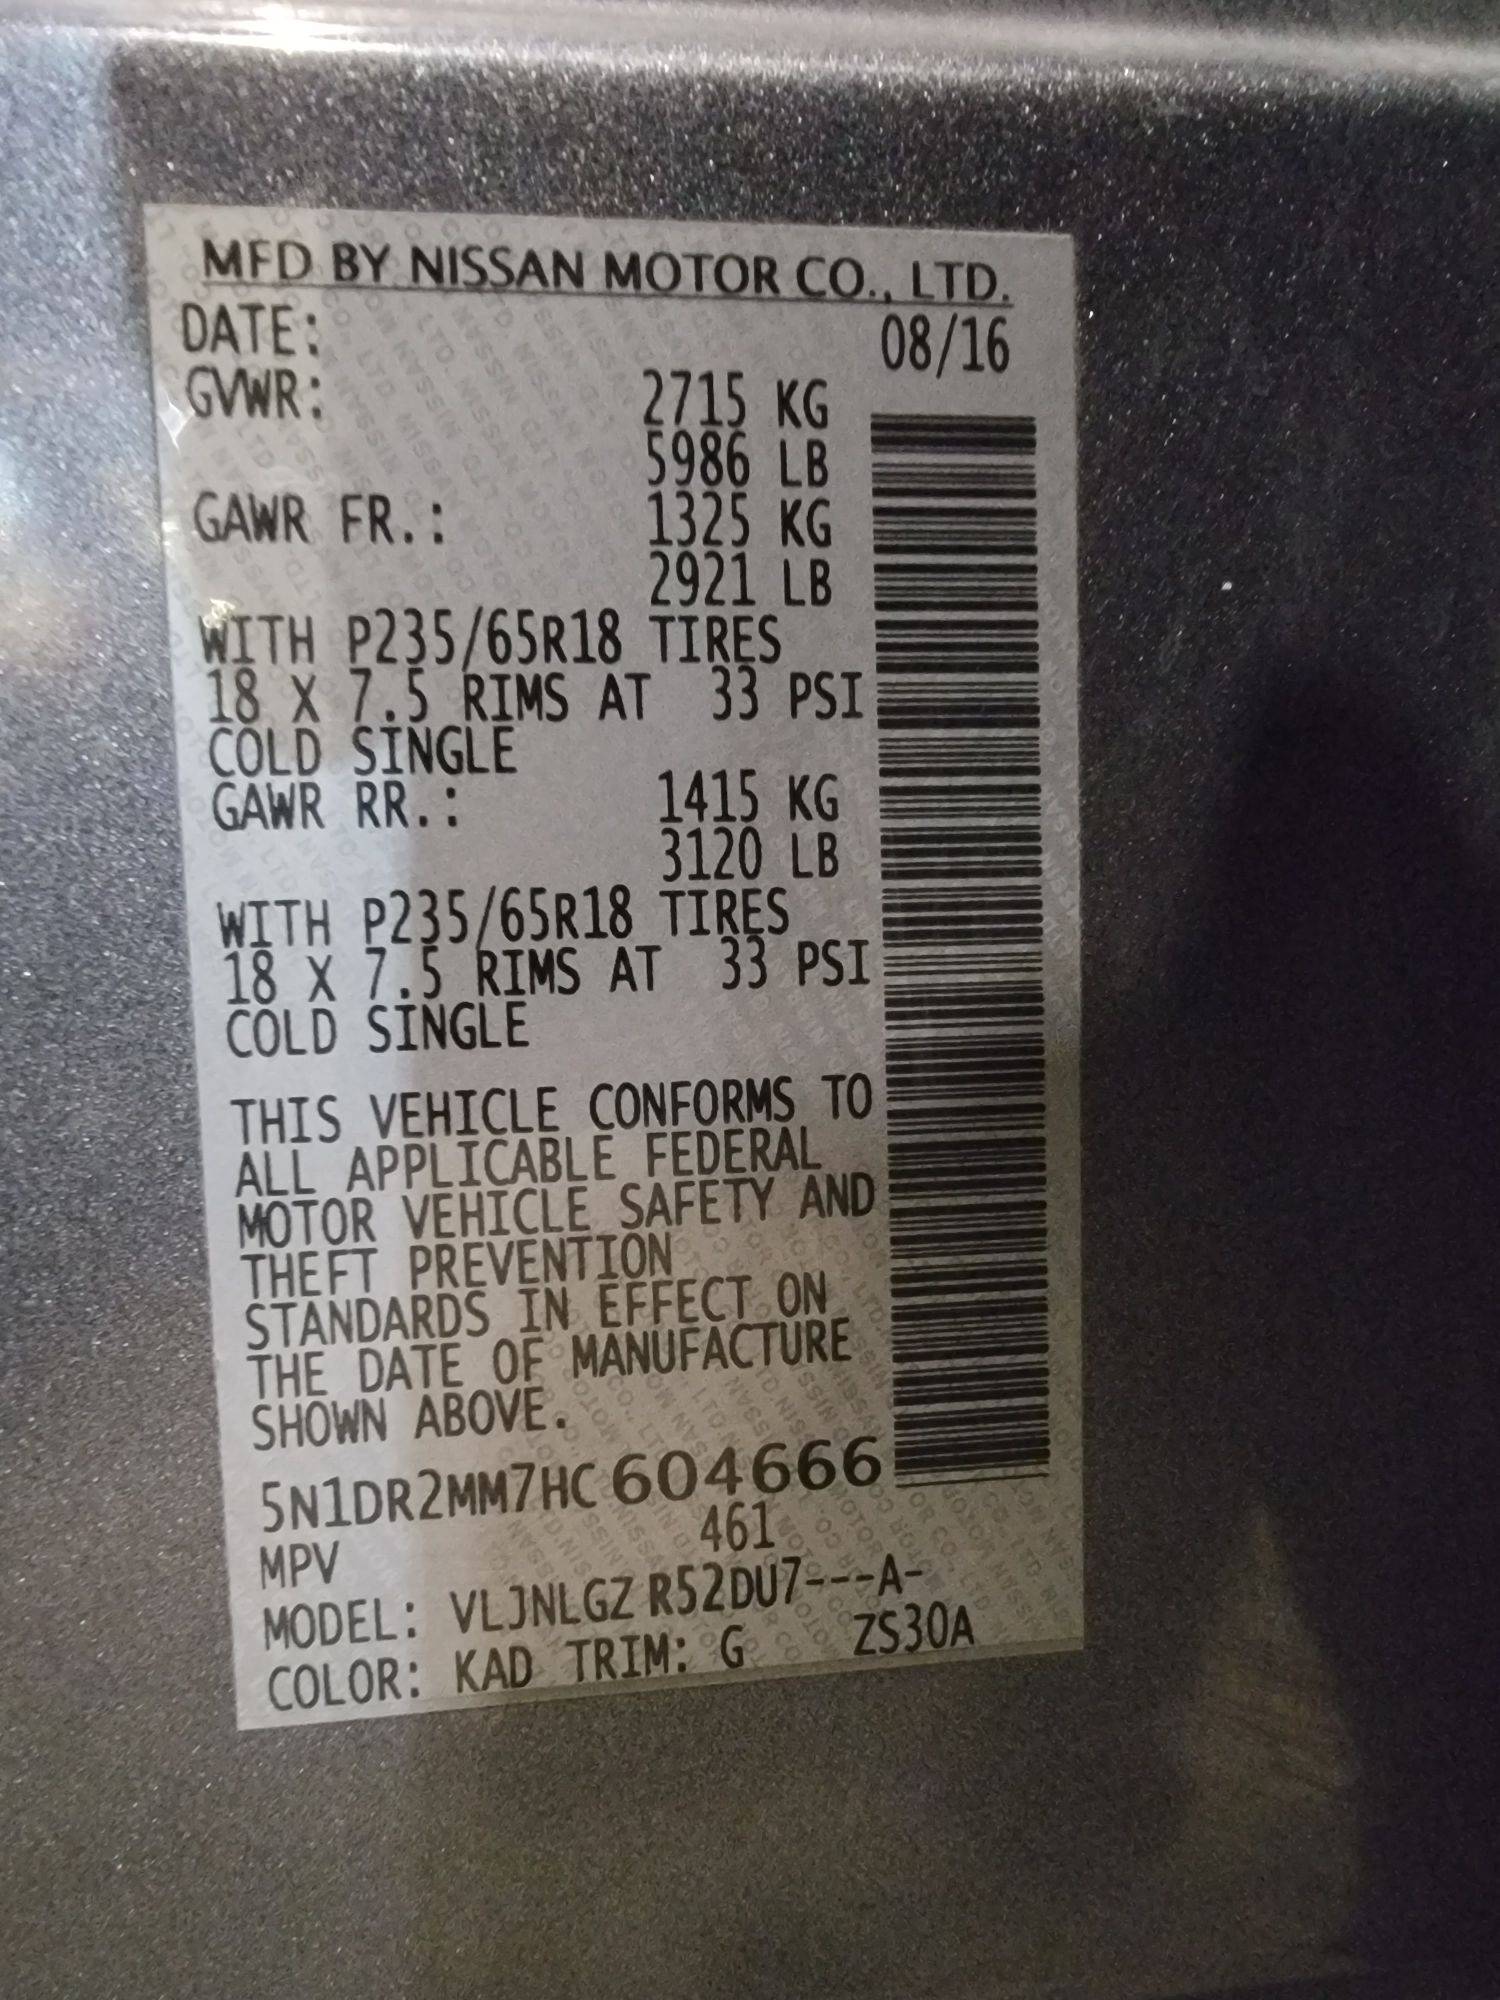 MFD BY NISSAN MOTOR CO., LTD.
DATE: 08/16
GVWR: 2715 KG
5986 LB
GAWR FR.: 1325 KG
2921 LB
WITH P235/65R18 TIRES
18 X 7.5 RIMS AT 33 PSI
COLD SINGLE
GAWR RR.: 1415 KG
3120 LB
WITH P235/65R18 TIRES
18 X 7.5 RIMS AT 33 PSI
COLD SINGLE
THIS VEHICLE CONFORMS TO
ALL APPLICABLE FEDERAL
MOTOR VEHICLE SAFETY AND
THEFT PREVENTION
STANDARDS IN EFFECT ON
THE DATE OF MANUFACTURE
SHOWN ABOVE.
5N1DR2MM7HC604666
MPV 461
MODEL: VLJNLGZ R52DU7---A-
COLOR: KAD TRIM: G ZS30A